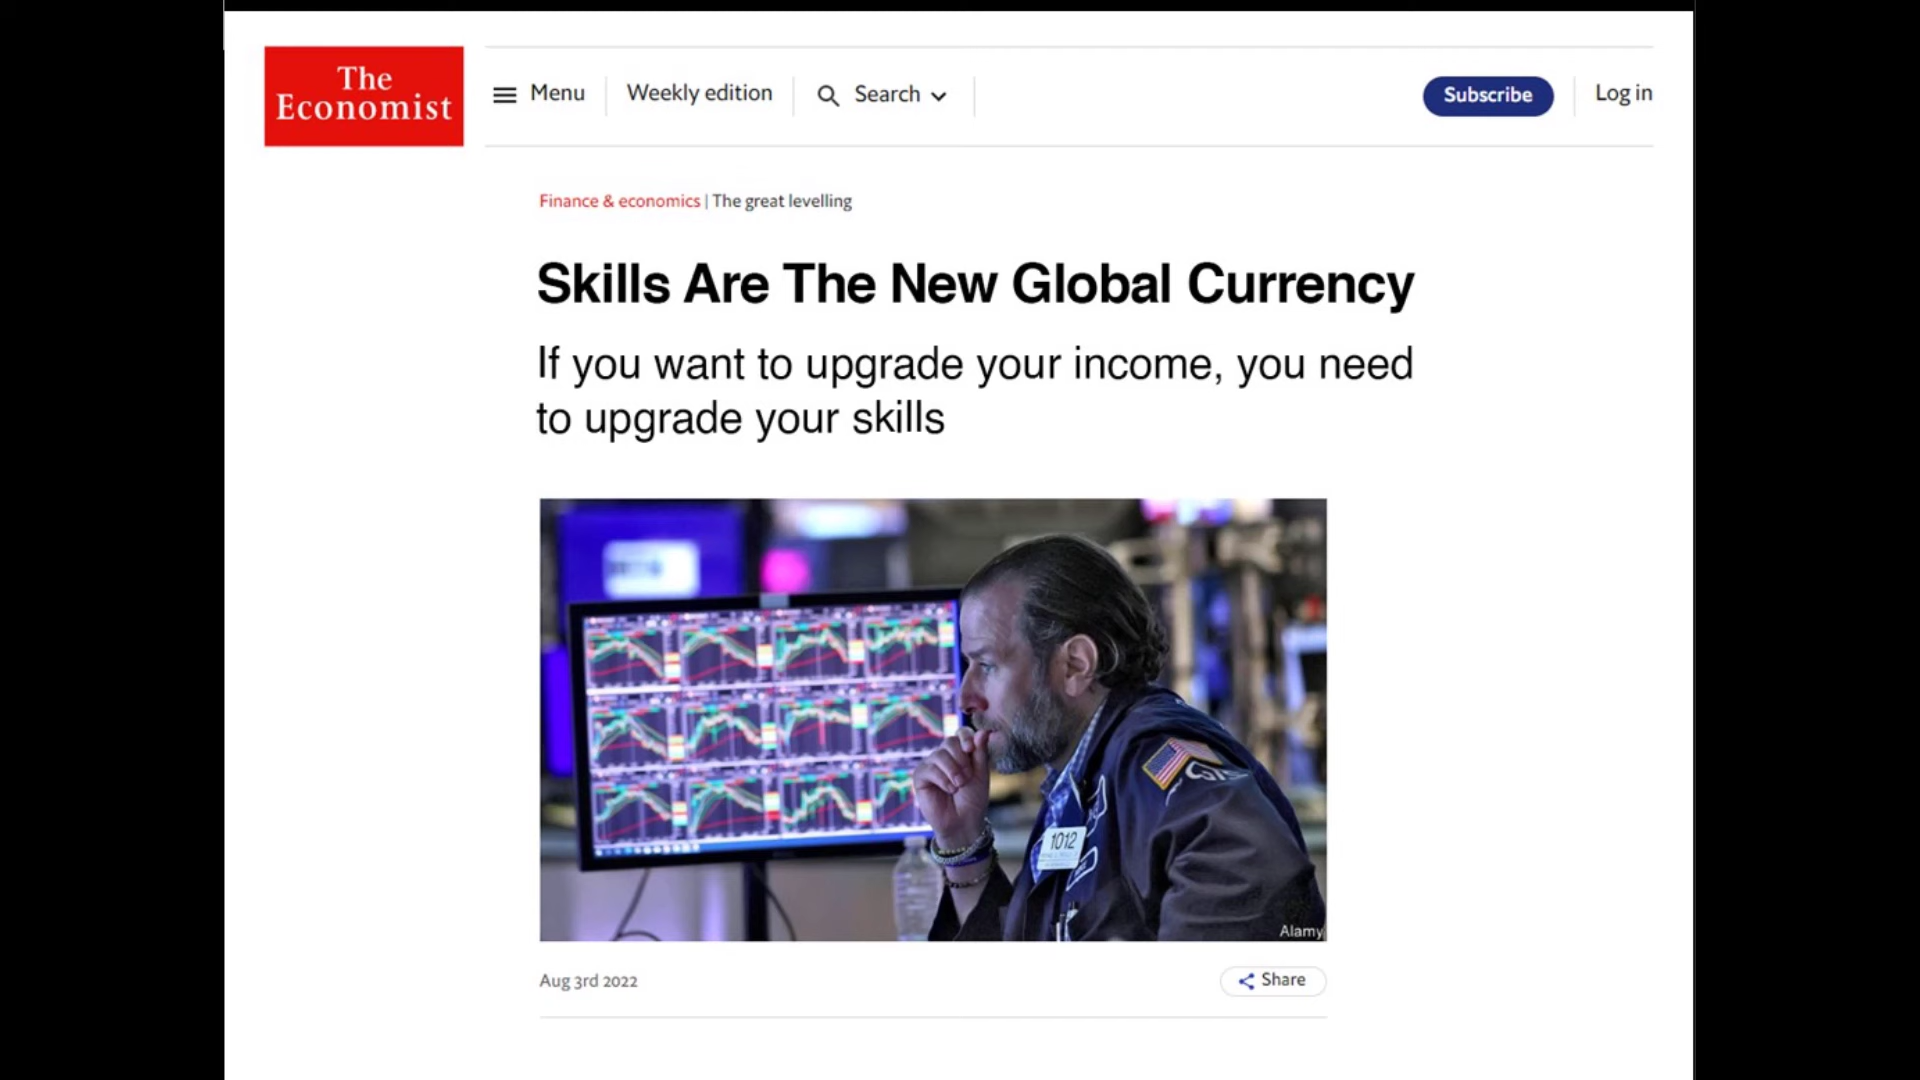 The
Economist
Menu
Weekly edition
Search
Subscribe
Log in
Finance & economics | The great levelling
Skills Are The New Global Currency
If you want to upgrade your income, you need
to upgrade your skills
1012
Alamy
Aug 3rd 2022
Share